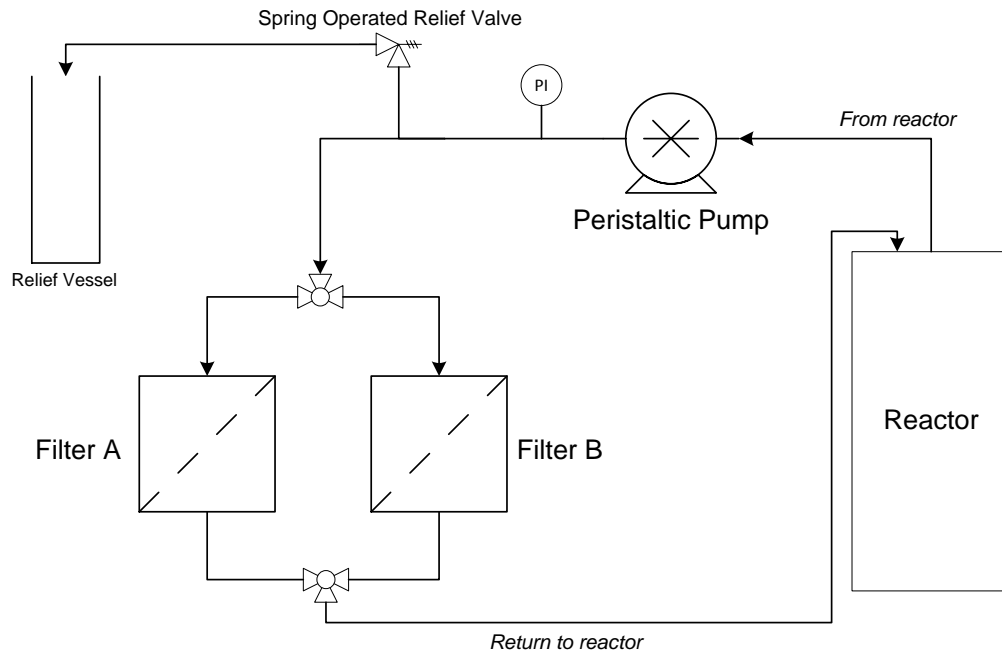 Spring Operated Relief Valve
PI
From reactor
Peristaltic Pump
Relief Vessel
Reactor
Filter A
Filter B
Return to reactor